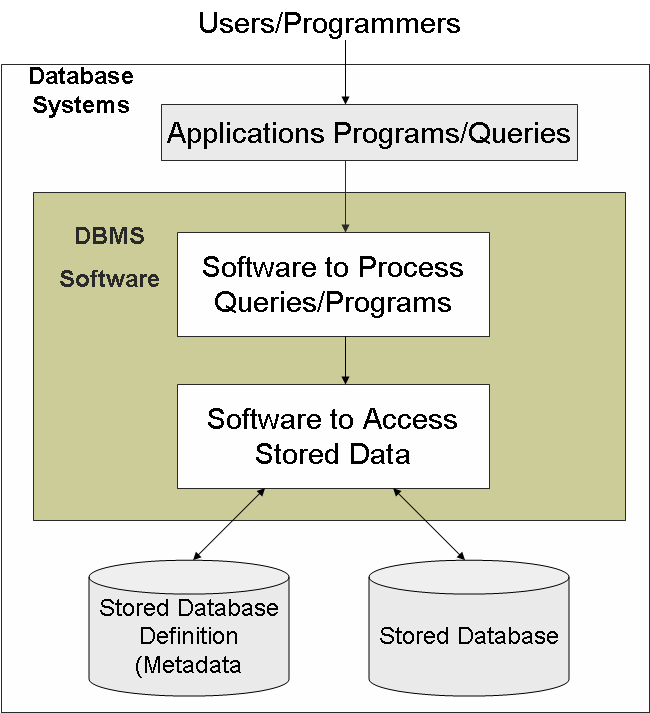 Users/Programmers
Database
Systems
Applications Programs/Queries
DBMS
Software
Software to Process
Queries/Programs
Software to Access
Stored Data
Stored Database
Definition
(Metadata
Stored Database